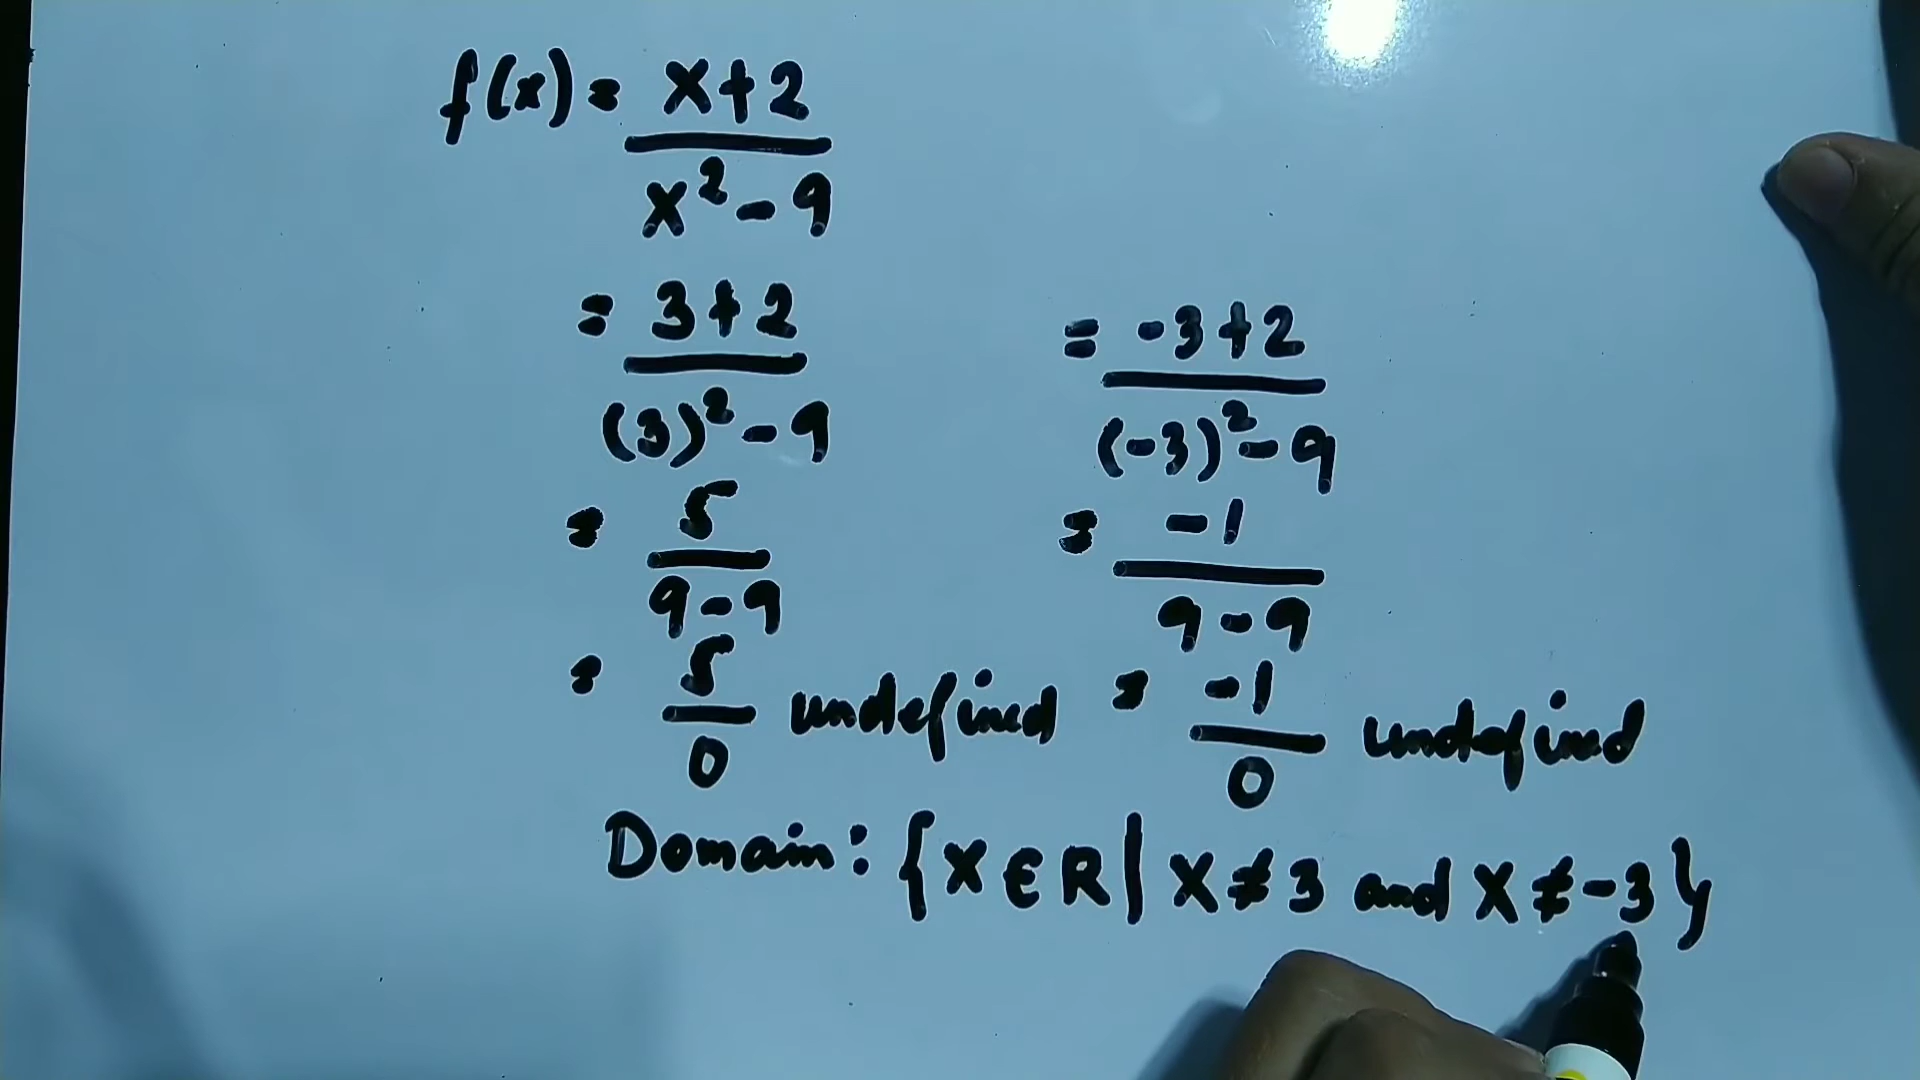 f(x) = x+2
x² - 9
= 3+2
(3)² - 9
= 5
9-9
= 5
0 undefined
= -3+2
(-3)² - 9
= -1
9-9
= -1
0 undefined
Domain: {x ∈ R | x ≠ 3 and x ≠ -3}